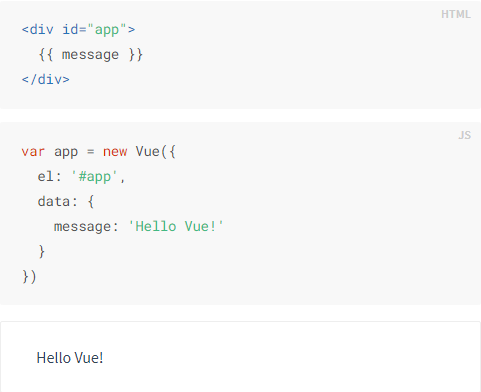 HTML
<div id="app">
  {{ message }}
</div>
JS
var app = new Vue({
  el: '#app',
  data: {
    message: 'Hello Vue!'
  }
})
Hello Vue!